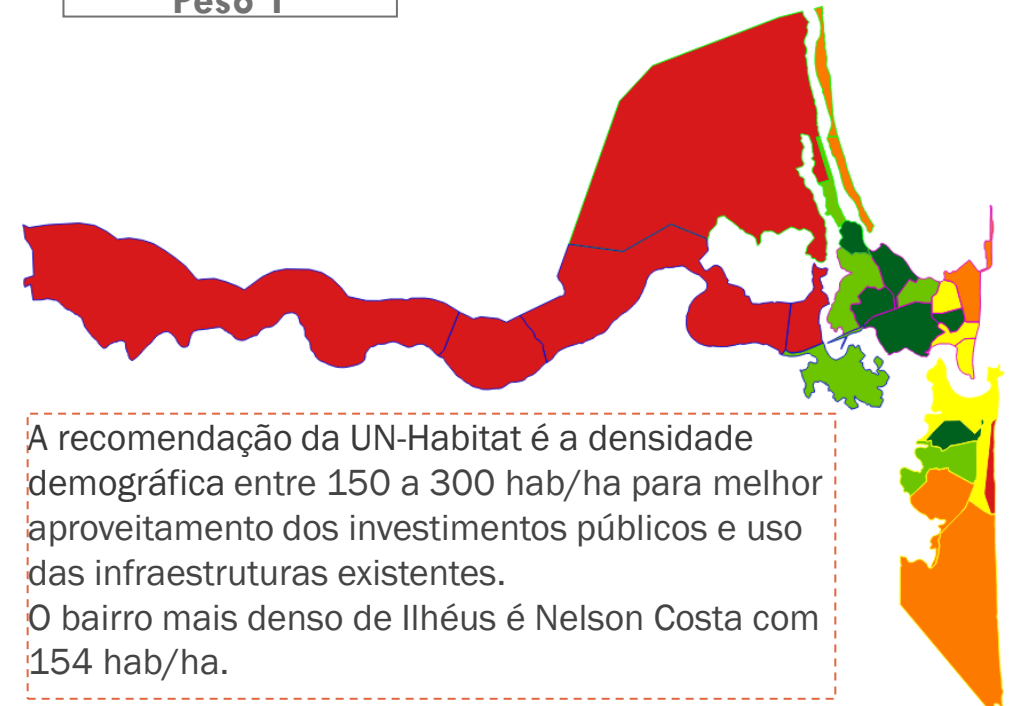 Peso 1
A recomendação da UN-Habitat é a densidade
demográfica entre 150 a 300 hab/ha para melhor
aproveitamento dos investimentos públicos e uso
das infraestruturas existentes.
O bairro mais denso de Ilhéus é Nelson Costa com
154 hab/ha.